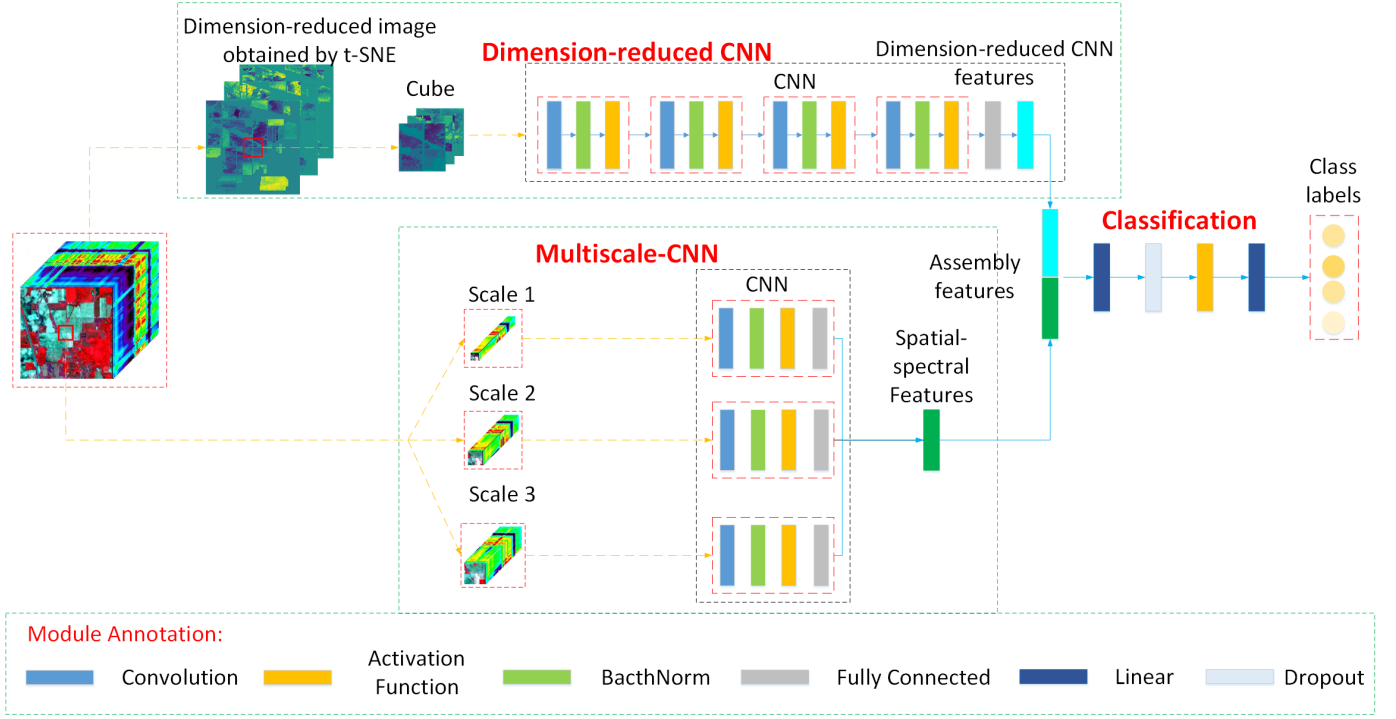 Dimension-reduced image
obtained by t-SNE
Dimension-reduced CNN
Dimension-reduced CNN
features
Cube
CNN
Class
labels
Classification
Multiscale-CNN
Assembly
features
CNN
Scale 1
Spatial-
spectral
Features
Scale 2
Scale 3
Module Annotation:
Convolution
Activation
Function
BacthNorm
Fully Connected
Linear
Dropout